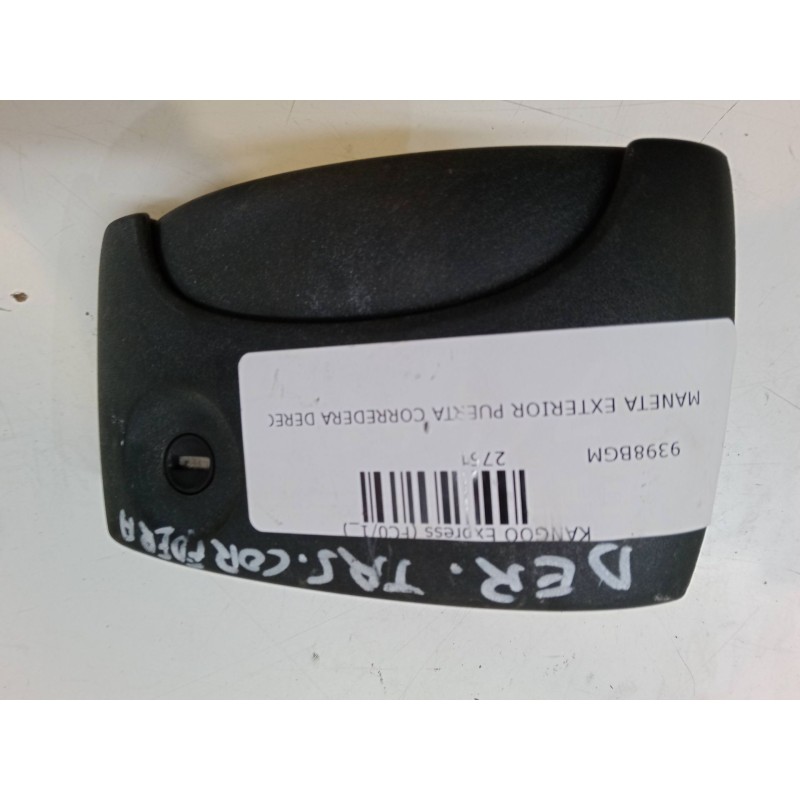 KANGOO Express (FC0/1_)
2751
9398BGM
MANETA EXTERIOR PUERTA CORREDERA DEREC
DER. TRS. CORREDERA